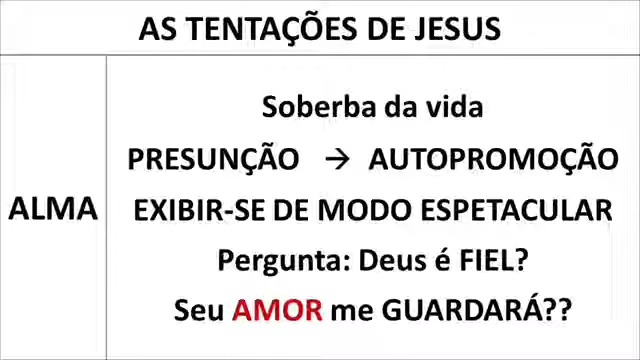 AS TENTAÇÕES DE JESUS
ALMA
Soberba da vida
PRESUNÇÃO → AUTOPROMOÇÃO
EXIBIR-SE DE MODO ESPETACULAR
Pergunta: Deus é FIEL?
Seu AMOR me GUARDARÁ??